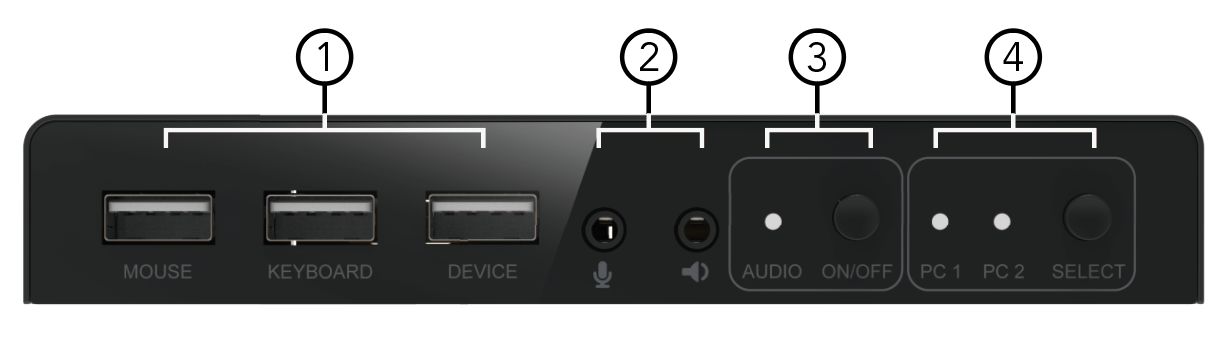 1 2 3 4
MOUSE KEYBOARD DEVICE AUDIO ON/OFF PC 1 PC 2 SELECT